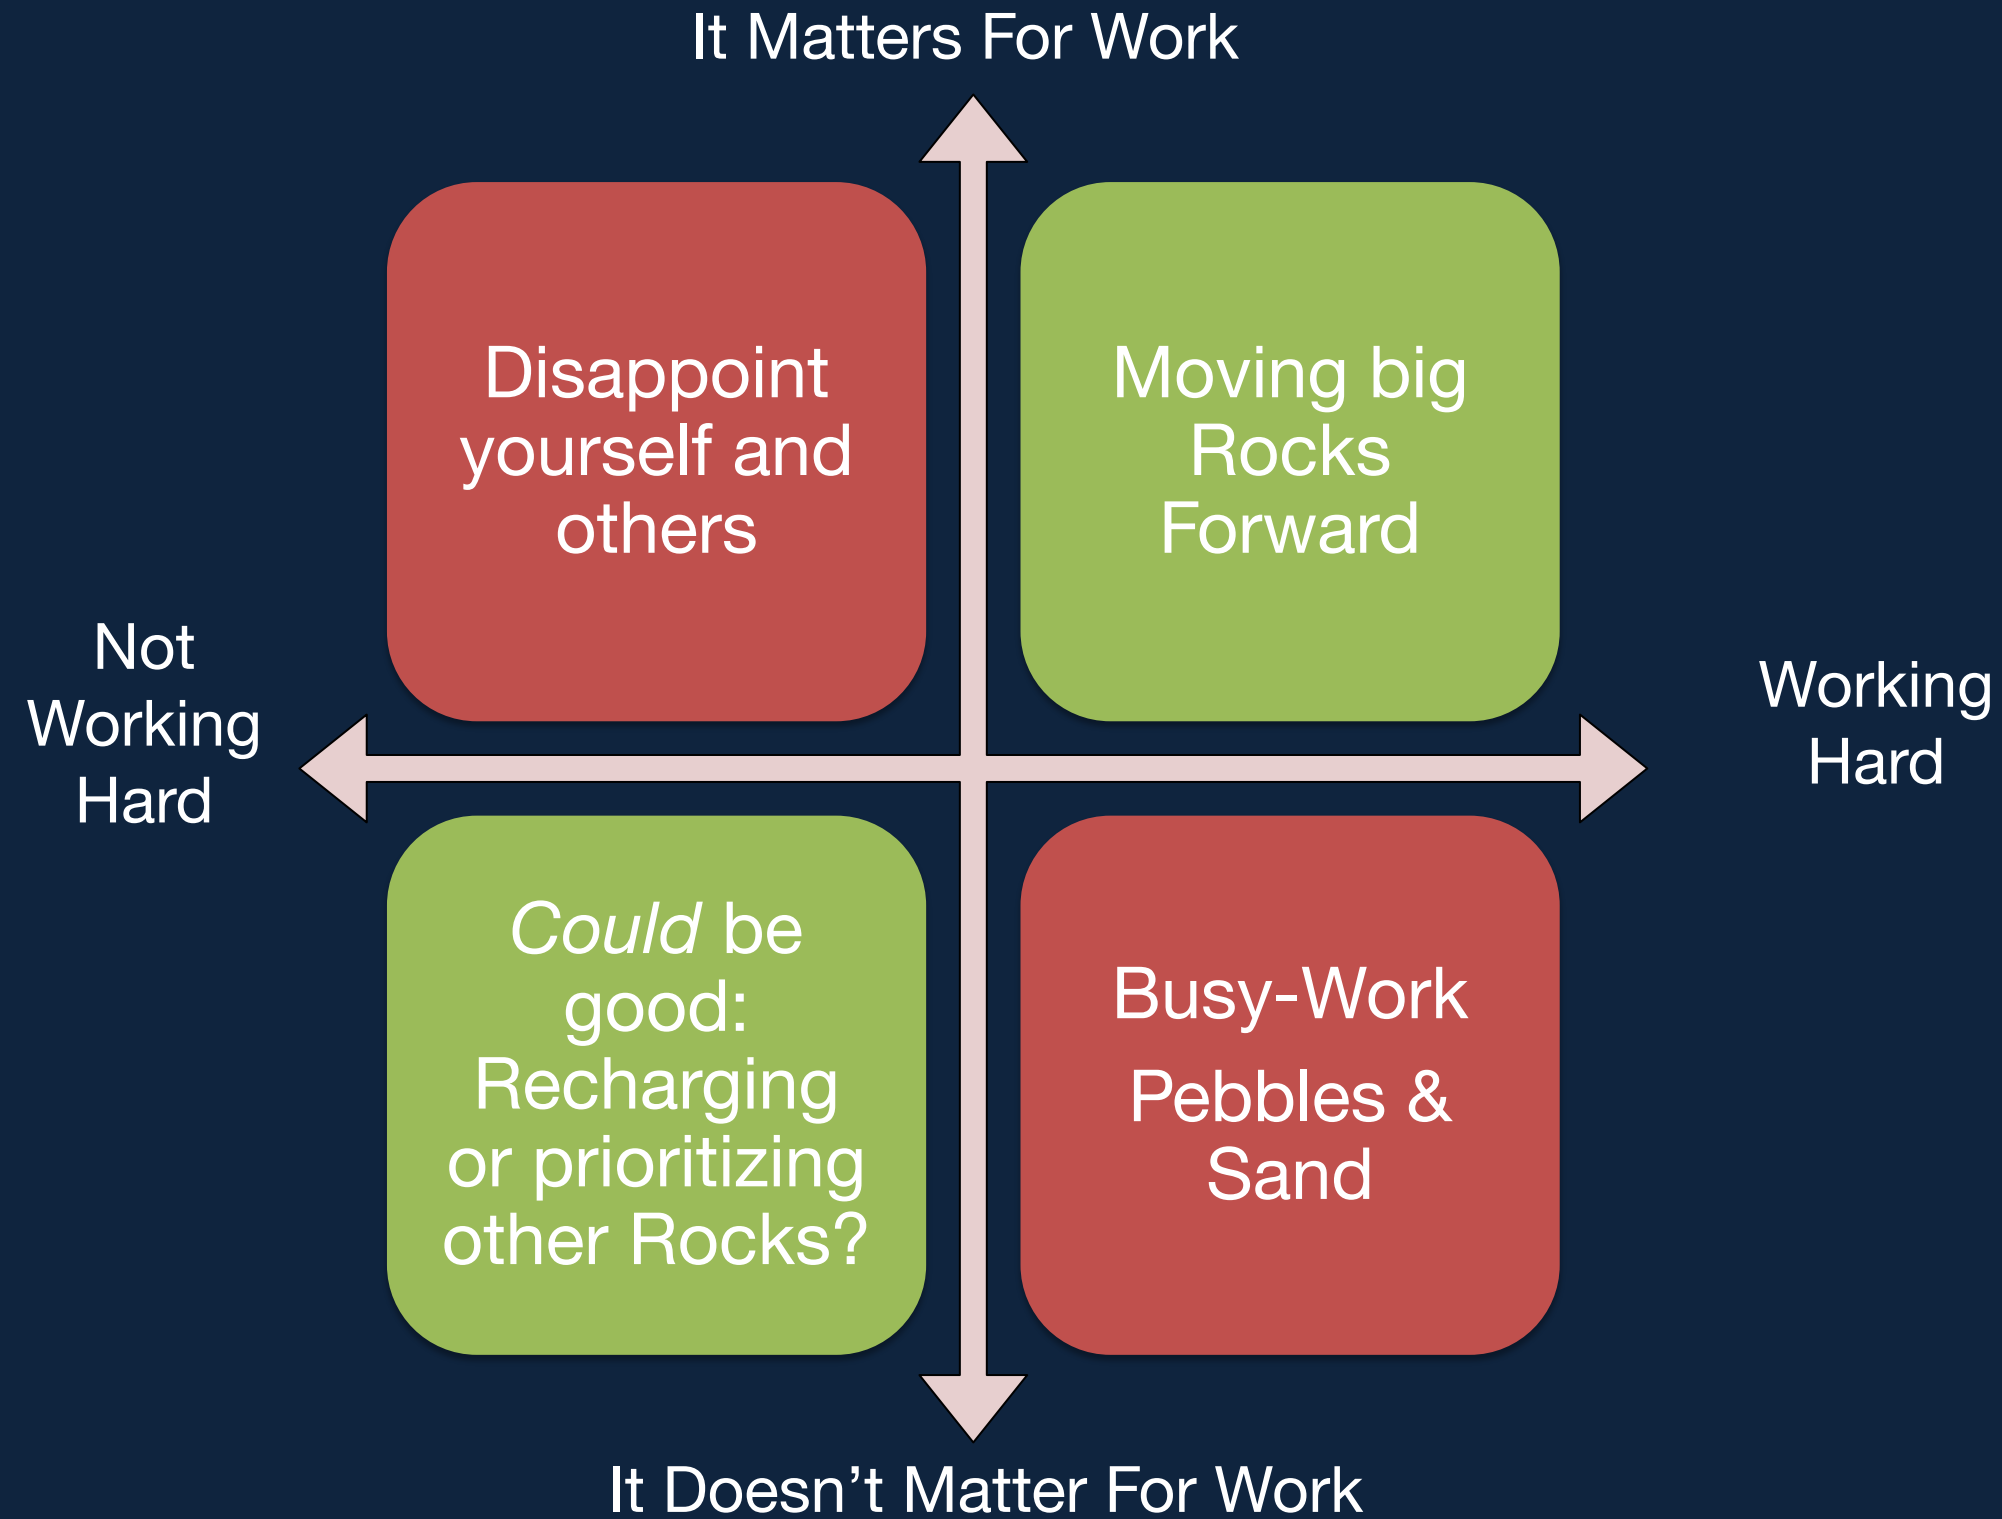 It Matters For Work
Disappoint
yourself and
others
Moving big
Rocks
Forward
Not
Working
Hard
Working
Hard
Could be
good:
Recharging
or prioritizing
other Rocks?
Busy-Work
Pebbles &
Sand
It Doesn’t Matter For Work